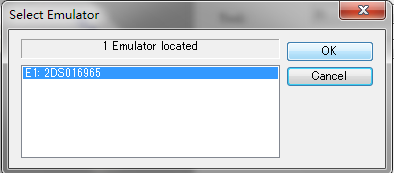 Select Emulator
1 Emulator located
OK
E1: 2DS016965
Cancel